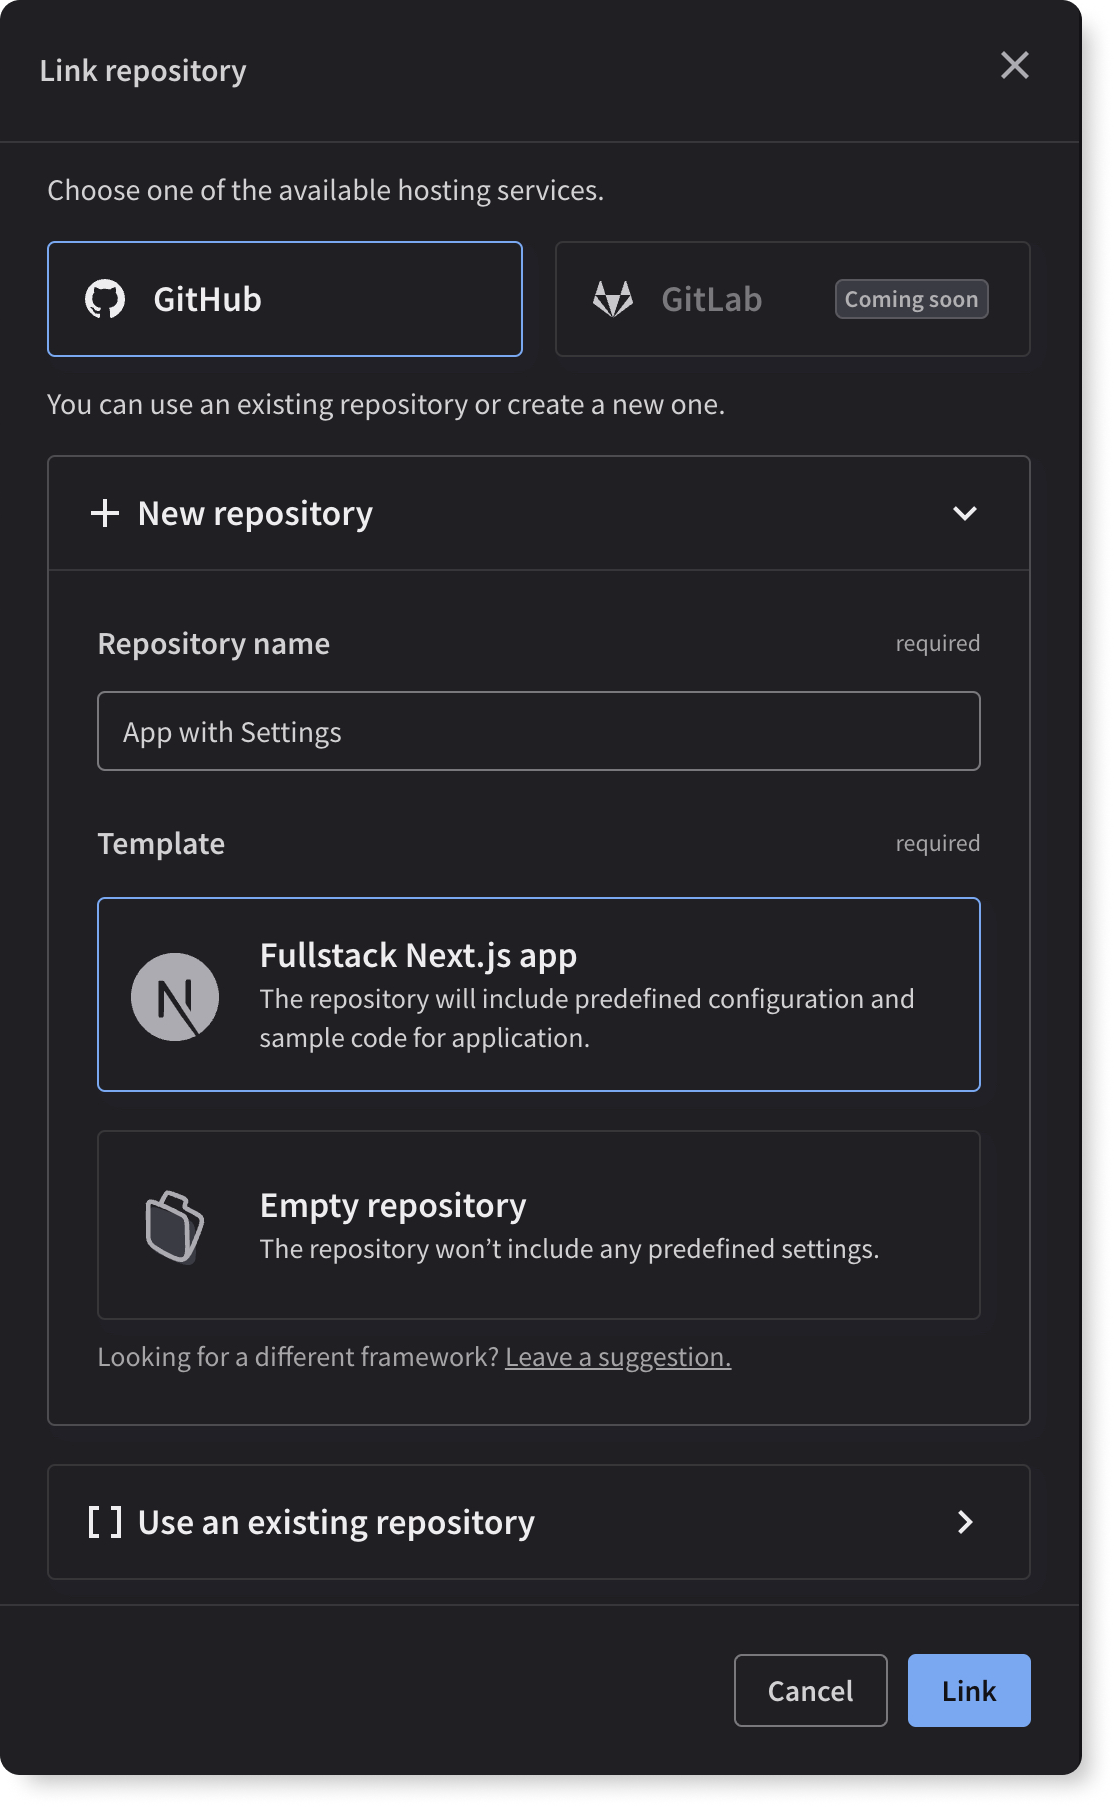 Link repository
Choose one of the available hosting services.
GitHub
GitLab
Coming soon
You can use an existing repository or create a new one.
New repository
Repository name
required
App with Settings
Template
required
Fullstack Next.js app
The repository will include predefined configuration and
sample code for application.
Empty repository
The repository won’t include any predefined settings.
Looking for a different framework? Leave a suggestion.
[ ] Use an existing repository
Cancel
Link